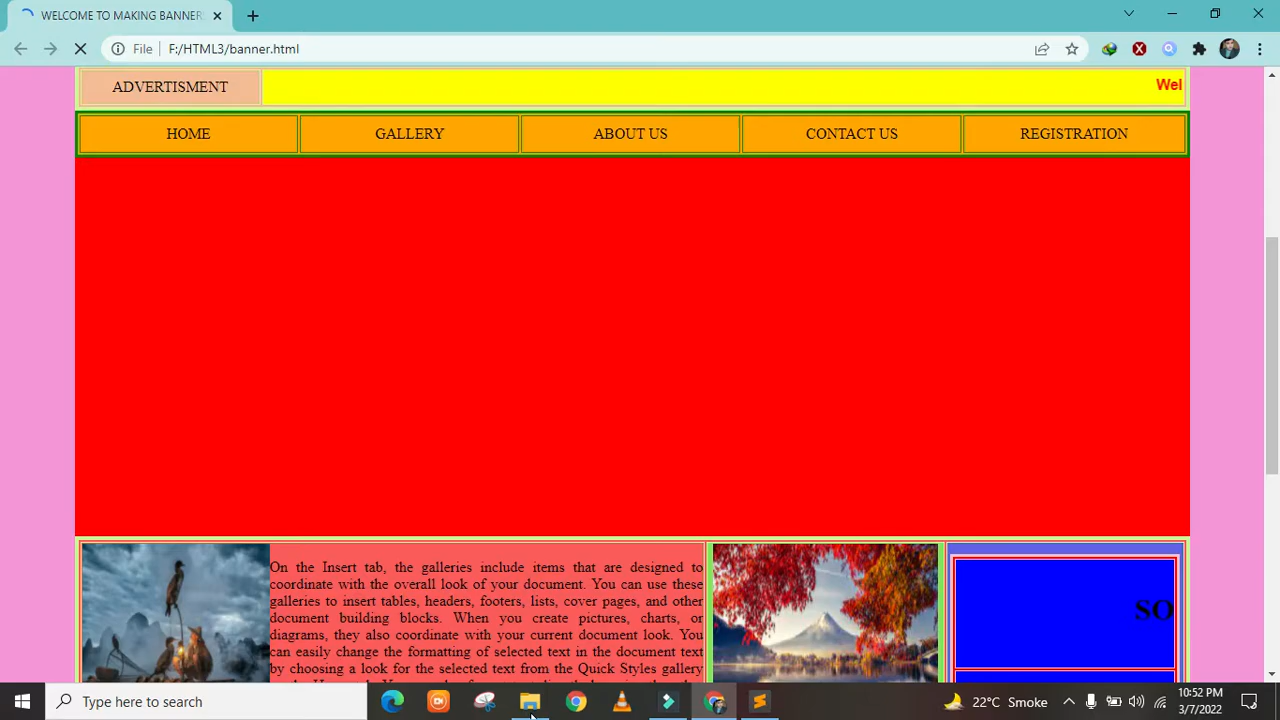 WELCOME TO MAKING BANNER
File
F:/HTML3/banner.html
ADVERTISMENT
Wel
HOME
GALLERY
ABOUT US
CONTACT US
REGISTRATION
On the Insert tab, the galleries include items that are designed to
coordinate with the overall look of your document. You can use these
galleries to insert tables, headers, footers, lists, cover pages, and other
document building blocks. When you create pictures, charts, or
diagrams, they also coordinate with your current document look. You
can easily change the formatting of selected text in the document text
by choosing a look for the selected text from the Quick Styles gallery
SO
Type here to search
22°C Smoke
10:52 PM
3/7/2022